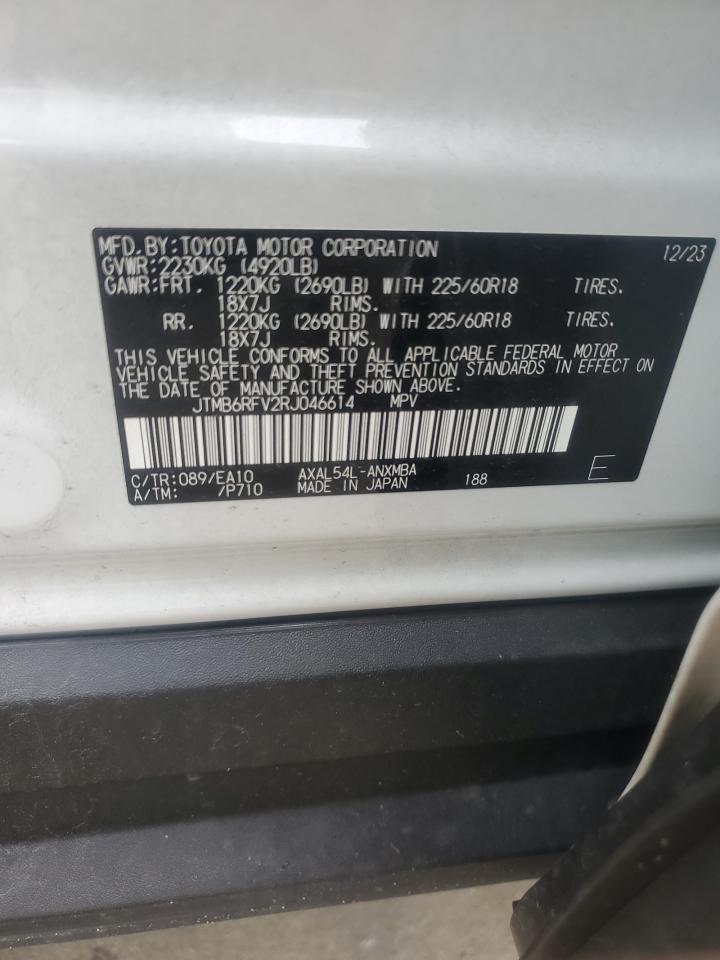 MFD. BY: TOYOTA MOTOR CORPORATION 12/23
GVWR: 2230KG (4920LB)
GAWR: FRT. 1220KG (2690LB) WITH 225/60R18 TIRES.
18X7J RIMS.
RR. 1220KG (2690LB) WITH 225/60R18 TIRES.
18X7J RIMS.
THIS VEHICLE CONFORMS TO ALL APPLICABLE FEDERAL MOTOR
VEHICLE SAFETY AND THEFT PREVENTION STANDARDS IN EFFECT ON
THE DATE OF MANUFACTURE SHOWN ABOVE.
JTMB6RFV2RJ046614 MPV
C/TR: 089/EA10 AXAL54L-ANXMBA 188 E
A/TM: /P710 MADE IN JAPAN